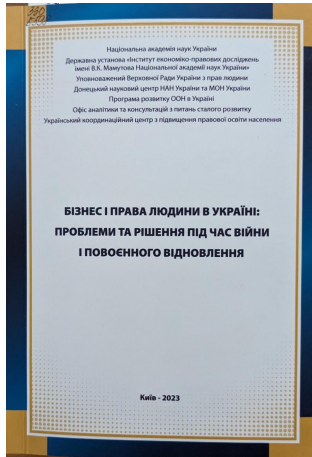 Національна академія наук України
Державна установа «Інститут економіко-правових досліджень
імені В.К. Мамутова Національної академії наук України»
Уповноважений Верховної Ради України з прав людини
Донецький науковий центр НАН України та МОН України
Програма розвитку ООН в Україні
Офіс аналітики та консультацій з питань сталого розвитку
Український координаційний центр з підвищення правової освіти населення
БІЗНЕС І ПРАВА ЛЮДИНИ В УКРАЇНІ:
ПРОБЛЕМИ ТА РІШЕННЯ ПІД ЧАС ВІЙНИ
І ПОВОЄННОГО ВІДНОВЛЕННЯ
Київ - 2023